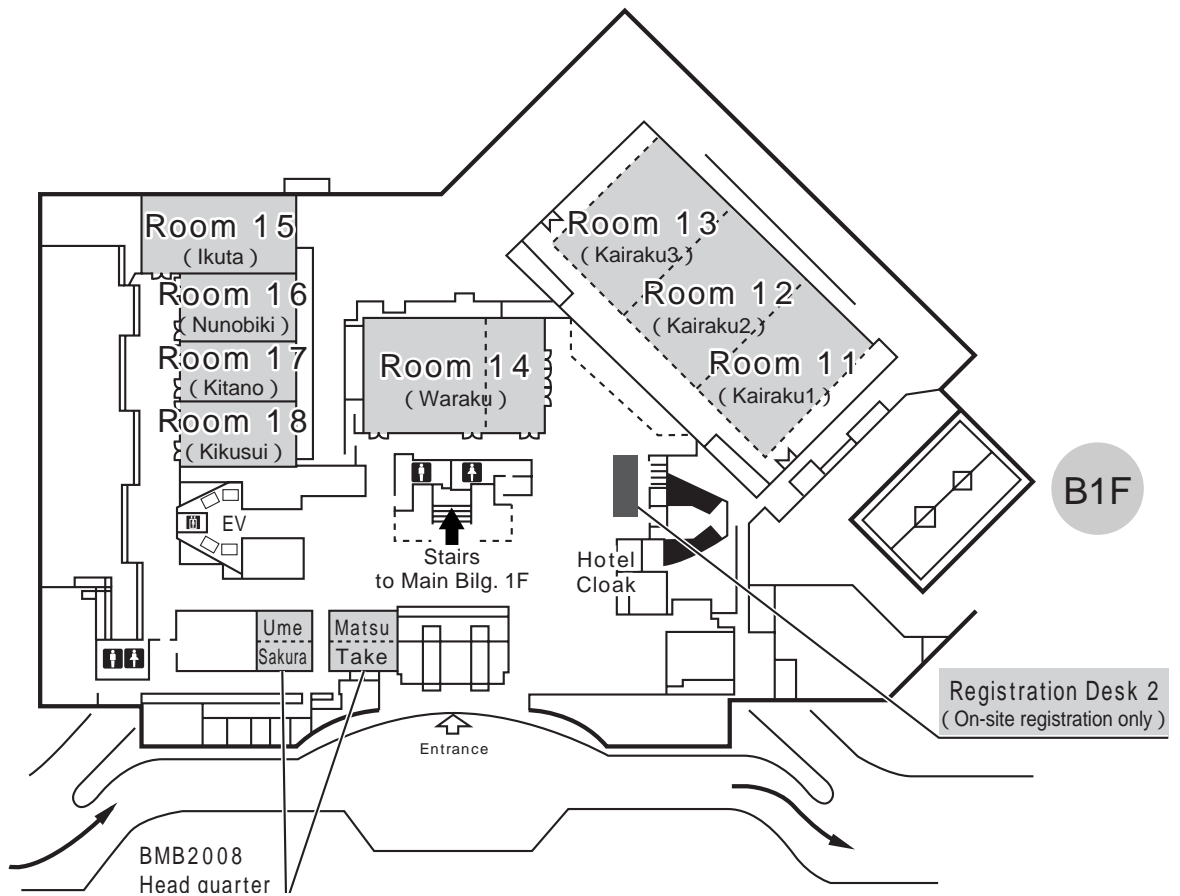 Room 15
( Ikuta )
Room 16
( Nunobiki )
Room 17
( Kitano )
Room 18
( Kikusui )
Room 13
( Kairaku3 )
Room 12
( Kairaku2 )
Room 11
( Kairaku1 )
Room 14
( Waraku )
B1F
EV
Stairs
to Main Bilg. 1F
Hotel
Cloak
Ume
Sakura
Matsu
Take
Registration Desk 2
( On-site registration only )
Entrance
BMB2008
Head quarter